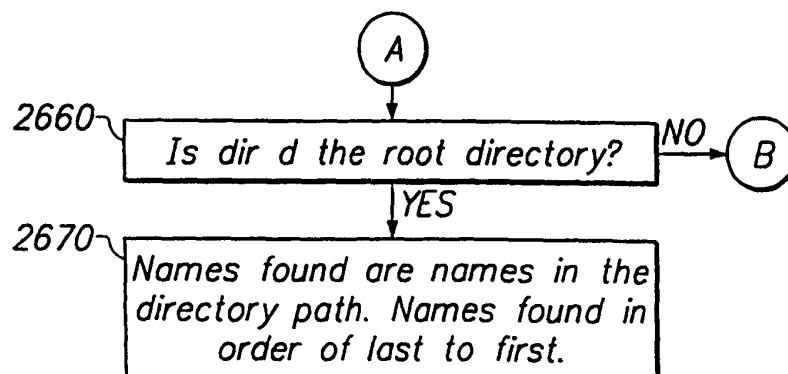 A
2660
Is dir d the root directory?
NO
B
YES
2670
Names found are names in the
directory path. Names found in
order of last to first.